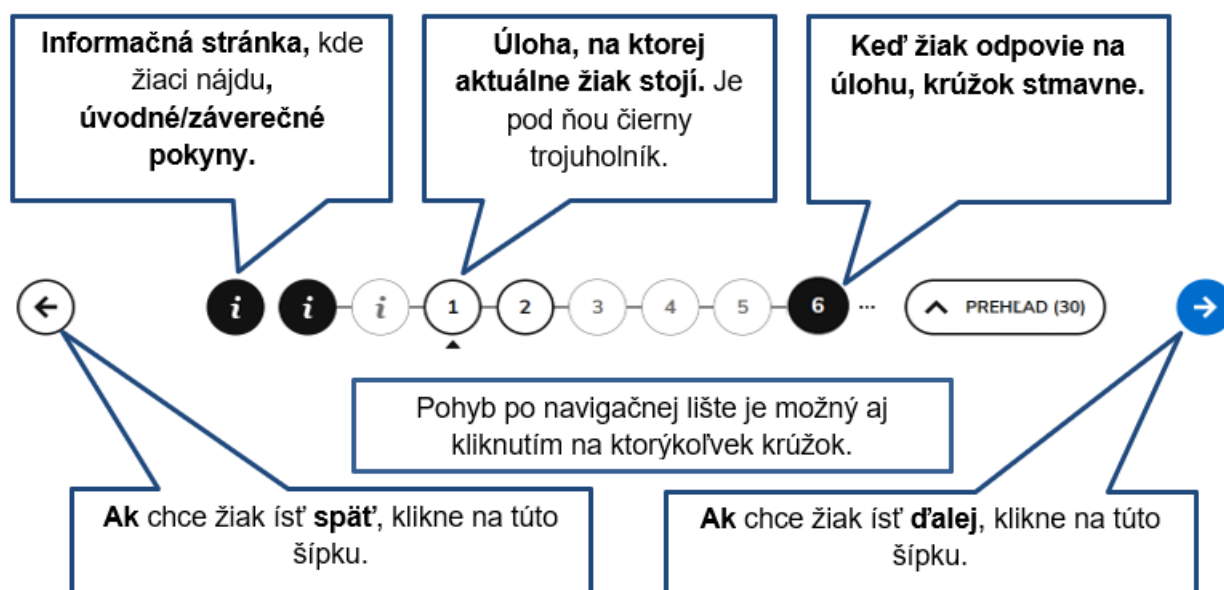 Informačná stránka, kde
žiaci nájdu,
úvodné/záverečné
pokyny.
Úloha, na ktorej
aktuálne žiak stojí. Je
pod ňou čierny
trojuholník.
Keď žiak odpovie na
úlohu, krúžok stmavne.
i i i 1 2 3 4 5 6 ... PREHĽAD (30)
Pohyb po navigačnej lište je možný aj
kliknutím na ktorýkoľvek krúžok.
Ak chce žiak ísť späť, klikne na túto
šípku.
Ak chce žiak ísť ďalej, klikne na túto
šípku.